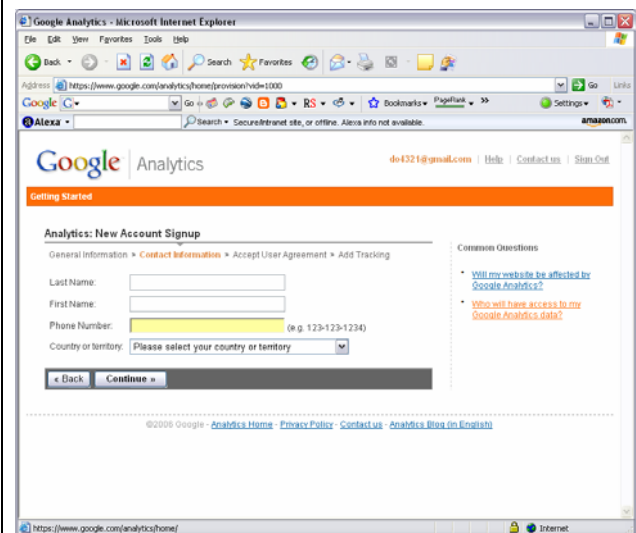 Google Analytics - Microsoft Internet Explorer
File Edit View Favorites Tools Help
Back Search Favorites
Address https://www.google.com/analytics/home/provision?vid=1000 Go Links
Google G Go RS Bookmarks PageRank » Settings
Alexa Search Secure/intranet site, or offline. Alexa info not available. amazon.com
Google Analytics do4321@gmail.com | Help | Contact us | Sign Out
Getting Started
Analytics: New Account Signup
General Information » Contact Information » Accept User Agreement » Add Tracking
Last Name:
First Name:
Phone Number: (e.g. 123-123-1234)
Country or territory: Please select your country or territory
« Back Continue »
Common Questions
• Will my website be affected by
Google Analytics?
• Who will have access to my
Google Analytics data?
©2006 Google - Analytics Home - Privacy Policy - Contact us - Analytics Blog (in English)
https://www.google.com/analytics/home/ Internet